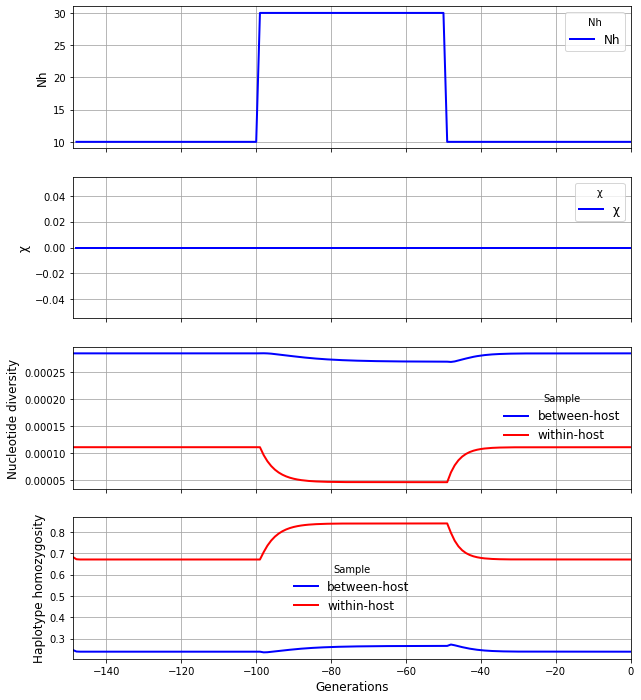 30
25
20
15
10
Nh
Nh
Nh
0.04
0.02
0.00
−0.02
−0.04
χ
χ
χ
0.00025
0.00020
0.00015
0.00010
0.00005
Nucleotide diversity
Sample
between-host
within-host
0.8
0.7
0.6
0.5
0.4
0.3
Haplotype homozygosity
Sample
between-host
within-host
−140 −120 −100 −80 −60 −40 −20 0
Generations